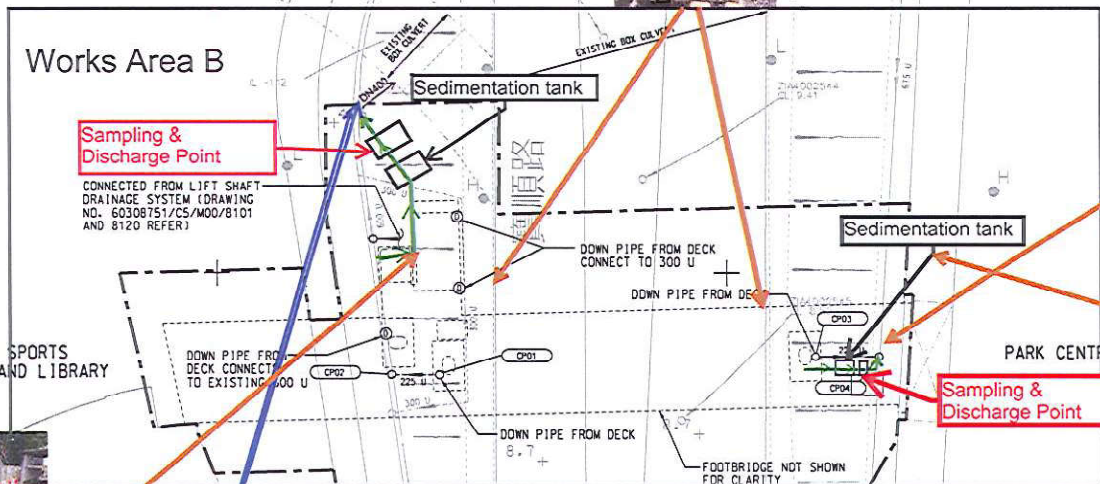 Works Area B
EXISTING
BOX CULVERT
EXISTING BOX CULVERT
DN400
Sedimentation tank
Sampling &
Discharge Point
CONNECTED FROM LIFT SHAFT
DRAINAGE SYSTEM (DRAWING
NO. 60308751/C5/M00/8101
AND 8120 REFER)
300 U
675 U
DOWN PIPE FROM DECK
CONNECT TO 300 U
Sedimentation tank
DOWN PIPE FROM DECK
CP03
SPORTS
AND LIBRARY
DOWN PIPE FROM
DECK CONNECT
TO EXISTING 600 U
CP02
CP01
225 U
300 U
CP04
PARK CENTR
Sampling &
Discharge Point
DOWN PIPE FROM DECK
8.7
FOOTBRIDGE NOT SHOWN
FOR CLARITY